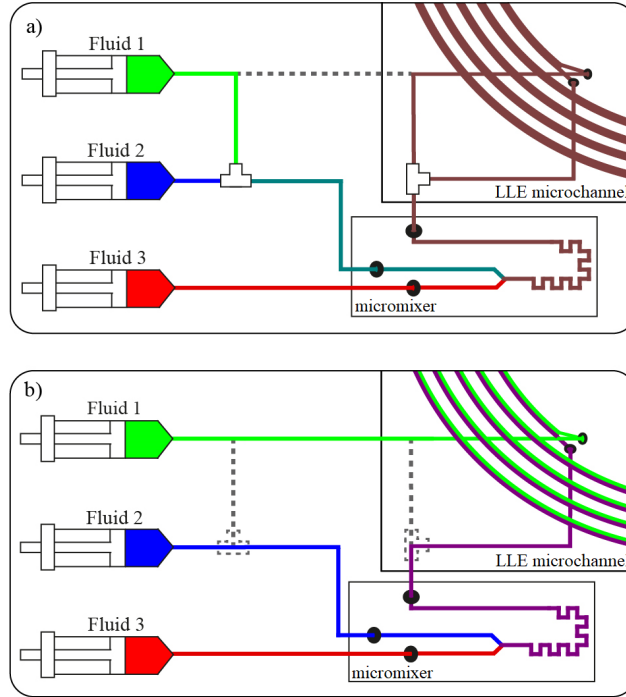 a)
Fluid 1
Fluid 2
Fluid 3
LLE microchannel
micromixer
b)
Fluid 1
Fluid 2
Fluid 3
LLE microchannel
micromixer